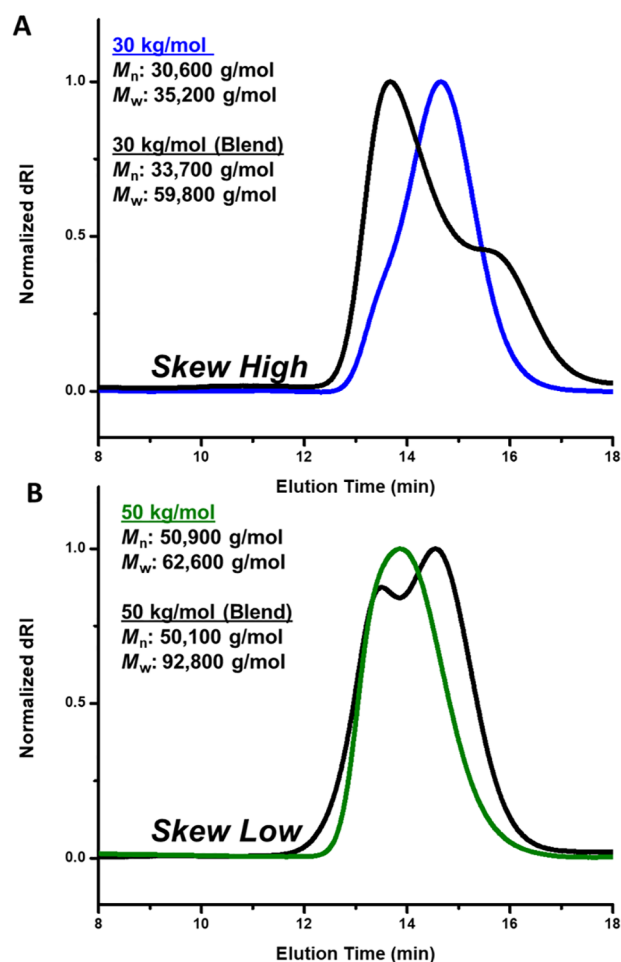 A
30 kg/mol
Mn: 30,600 g/mol
Mw: 35,200 g/mol
30 kg/mol (Blend)
Mn: 33,700 g/mol
Mw: 59,800 g/mol
1.0
0.5
0.0
Normalized dRI
Skew High
8 10 12 14 16 18
Elution Time (min)
B
50 kg/mol
Mn: 50,900 g/mol
Mw: 62,600 g/mol
50 kg/mol (Blend)
Mn: 50,100 g/mol
Mw: 92,800 g/mol
1.0
0.5
0.0
Normalized dRI
Skew Low
8 10 12 14 16 18
Elution Time (min)